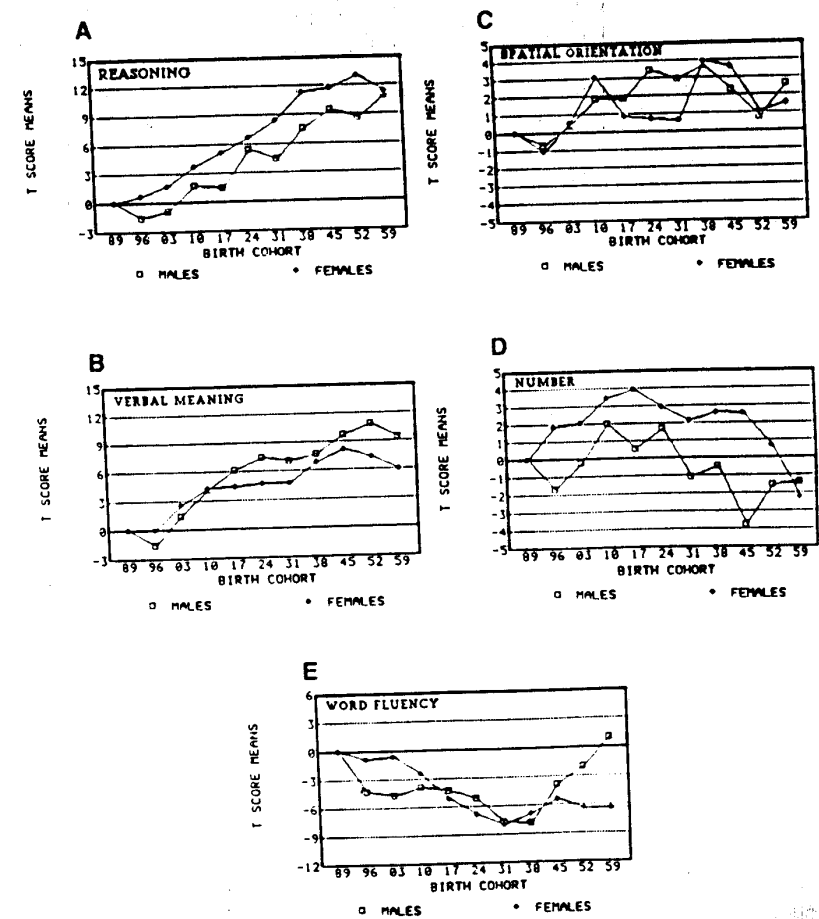 A
REASONING
T SCORE MEANS
15
12
9
6
3
0
-3
89 96 03 10 17 24 31 38 45 52 59
BIRTH COHORT
MALES FEMALES
C
SPATIAL ORIENTATION
T SCORE MEANS
5
4
3
2
1
0
-1
-2
-3
-4
-5
89 96 03 10 17 24 31 38 45 52 59
BIRTH COHORT
MALES FEMALES
B
VERBAL MEANING
T SCORE MEANS
15
12
9
6
3
0
-3
89 96 03 10 17 24 31 38 45 52 59
BIRTH COHORT
MALES FEMALES
D
NUMBER
T SCORE MEANS
5
4
3
2
1
0
-1
-2
-3
-4
-5
89 96 03 10 17 24 31 38 45 52 59
BIRTH COHORT
MALES FEMALES
E
WORD FLUENCY
T SCORE MEANS
6
3
0
-3
-6
-9
-12
89 96 03 10 17 24 31 38 45 52 59
BIRTH COHORT
MALES FEMALES